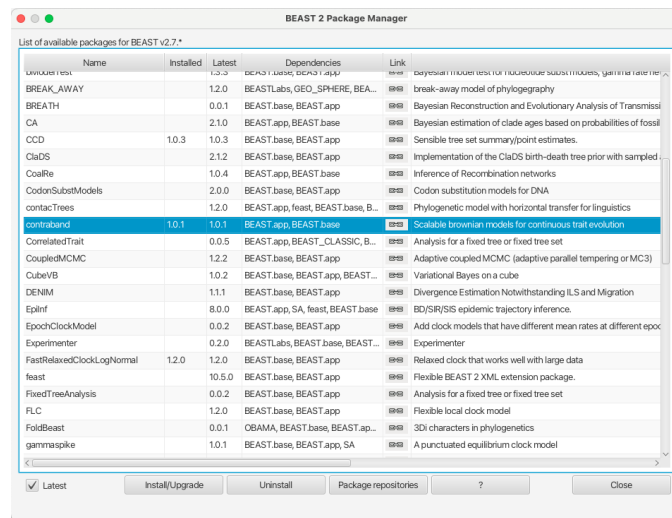 BEAST 2 Package Manager
List of available packages for BEAST v2.7.*
Name Installed Latest Dependencies Link
bModelTest 1.3.3 BEAST.base, BEAST.app Bayesian model test for nucleotide subst models, gamma rate he
BREAK_AWAY 1.2.0 BEASTLabs, GEO_SPHERE, BEA... break-away model of phylogegraphy
BREATH 0.0.1 BEAST.base, BEAST.app Bayesian Reconstruction and Evolutionary Analysis of Transmissi
CA 2.1.0 BEAST.app, BEAST.base Bayesian estimation of clade ages based on probabilities of fossil
CCD 1.0.3 1.0.3 BEAST.base, BEAST.app Sensible tree set summary/point estimates.
ClaDS 2.1.2 BEAST.base, BEAST.app Implementation of the ClaDS birth-death tree prior with sampled
CoalRe 1.0.4 BEAST.app, BEAST.base Inference of Recombination networks
CodonSubstModels 2.0.0 BEAST.base, BEAST.app Codon substitution models for DNA
contacTrees 1.2.0 BEAST.app, feast, BEAST.base, B... Phylogenetic model with horizontal transfer for linguistics
contraband 1.0.1 1.0.1 BEAST.app, BEAST.base Scalable brownian models for continuous trait evolution
CorrelatedTrait 0.0.5 BEAST.app, BEAST_CLASSIC, B... Analysis for a fixed tree or fixed tree set
CoupledMCMC 1.2.2 BEAST.app, BEAST.base Adaptive coupled MCMC (adaptive parallel tempering or MC3)
CubeVB 1.0.2 BEAST.base, BEAST.app, BEAST... Variational Bayes on a cube
DENIM 1.1.1 BEAST.base, BEAST.app Divergence Estimation Notwithstanding ILS and Migration
EpiInf 8.0.0 BEAST.app, SA, feast, BEAST.base BD/SIR/SIS epidemic trajectory inference.
EpochClockModel 0.0.2 BEAST.app, BEAST.base Add clock models that have different mean rates at different epoc
Experimenter 0.2.0 BEASTLabs, BEAST.base, BEAST... Experimenter
FastRelaxedClockLogNormal 1.2.0 1.2.0 BEAST.base, BEAST.app Relaxed clock that works well with large data
feast 10.5.0 BEAST.base, BEAST.app Flexible BEAST 2 XML extension package.
FixedTreeAnalysis 0.0.2 BEAST.base, BEAST.app Analysis for a fixed tree or fixed tree set
FLC 1.2.0 BEAST.base, BEAST.app Flexible local clock model
FoldBeast 0.0.1 OBAMA, BEAST.base, BEAST.ap... 3Di characters in phylogenetics
gammaspike 1.0.1 BEAST.base, BEAST.app, SA A punctuated equilibrium clock model
Latest Install/Upgrade Uninstall Package repositories ? Close